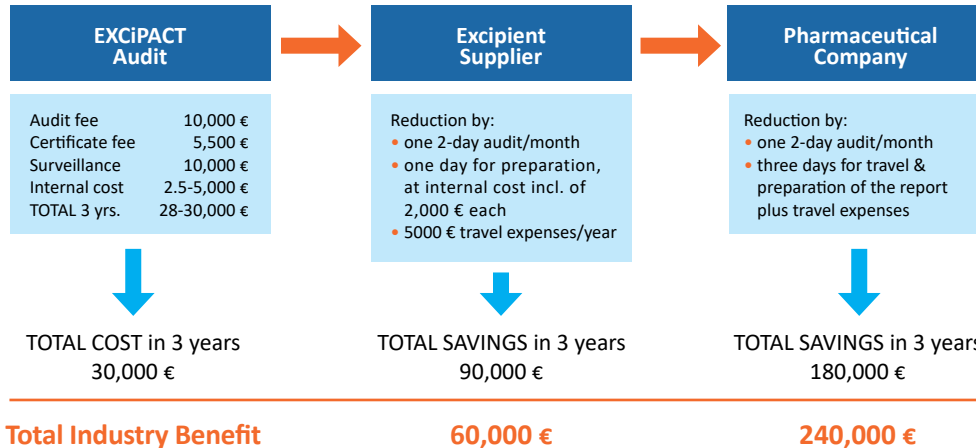 EXCiPACT
Audit
Excipient
Supplier
Pharmaceutical
Company
Audit fee 10,000 €
Certificate fee 5,500 €
Surveillance 10,000 €
Internal cost 2.5-5,000 €
TOTAL 3 yrs. 28-30,000 €
Reduction by:
• one 2-day audit/month
• one day for preparation,
at internal cost incl. of
2,000 € each
• 5000 € travel expenses/year
Reduction by:
• one 2-day audit/month
• three days for travel &
preparation of the report
plus travel expenses
TOTAL COST in 3 years
30,000 €
TOTAL SAVINGS in 3 years
90,000 €
TOTAL SAVINGS in 3 years
180,000 €
Total Industry Benefit 60,000 € 240,000 €